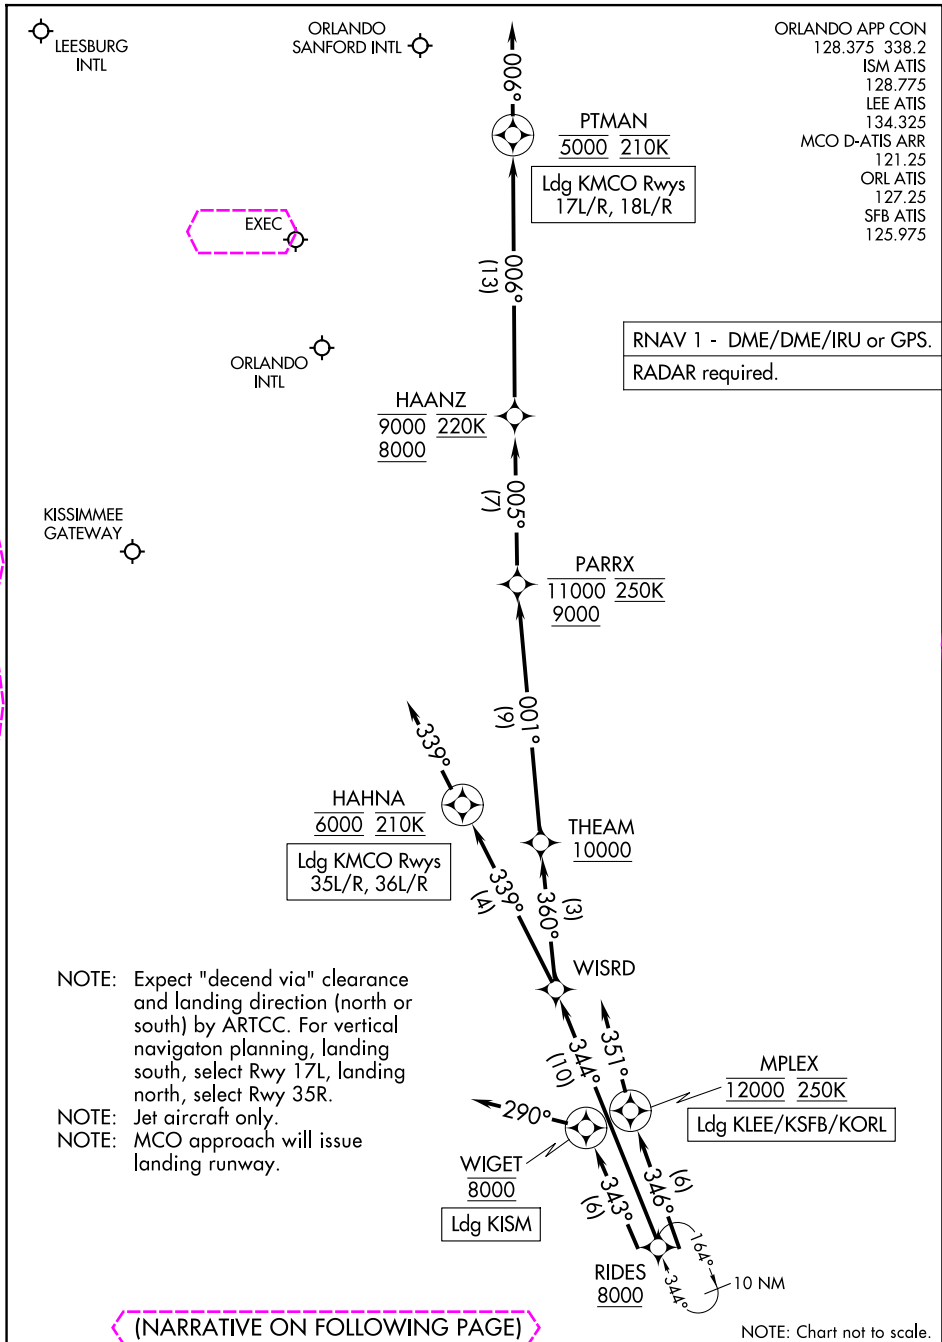 LEESBURG
INTL
ORLANDO
SANFORD INTL
ORLANDO APP CON
128.375 338.2
ISM ATIS
128.775
LEE ATIS
134.325
MCO D-ATIS ARR
121.25
ORL ATIS
127.25
SFB ATIS
125.975
006°
PTMAN
5000 210K
Ldg KMCO Rwys
17L/R, 18L/R
EXEC
006°
(13)
RNAV 1 - DME/DME/IRU or GPS.
RADAR required.
ORLANDO
INTL
HAANZ
9000 220K
8000
005°
(7)
KISSIMMEE
GATEWAY
PARRX
11000 250K
9000
001°
(9)
339°
HAHNA
6000 210K
Ldg KMCO Rwys
35L/R, 36L/R
THEAM
10000
339°
(4)
360°
(3)
WISRD
NOTE: Expect "decend via" clearance
and landing direction (north or
south) by ARTCC. For vertical
navigaton planning, landing
south, select Rwy 17L, landing
north, select Rwy 35R.
NOTE: Jet aircraft only.
NOTE: MCO approach will issue
landing runway.
344°
(10)
351°
MPLEX
12000 250K
Ldg KLEE/KSFB/KORL
290°
WIGET
8000
Ldg KISM
343°
(6)
346°
(6)
RIDES
8000
164°
344°
10 NM
(NARRATIVE ON FOLLOWING PAGE)
NOTE: Chart not to scale.